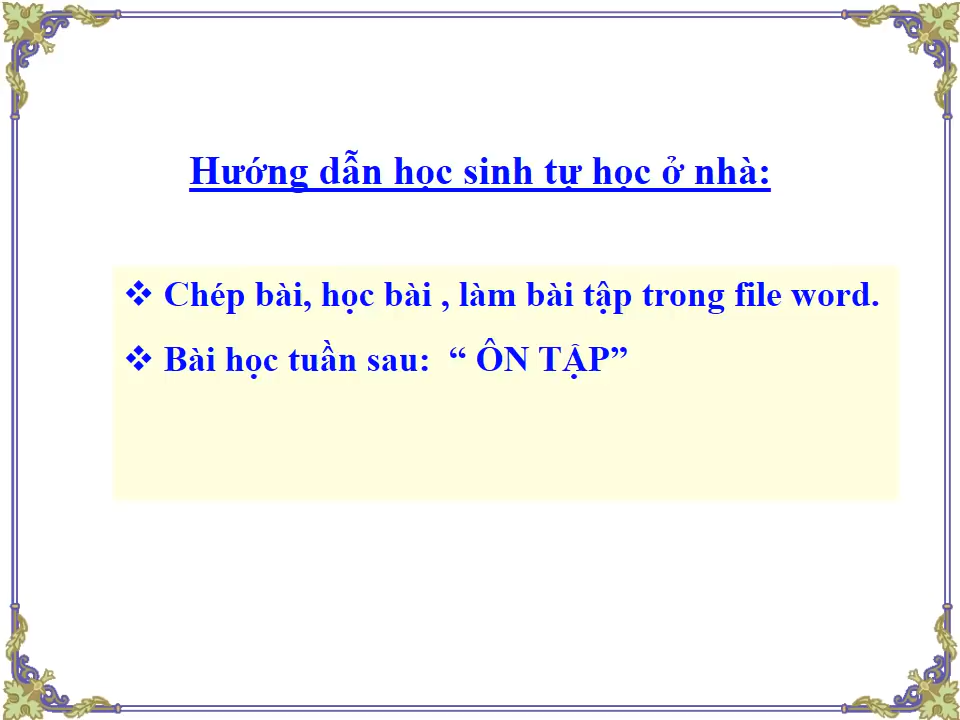 Hướng dẫn học sinh tự học ở nhà:
❖ Chép bài, học bài , làm bài tập trong file word.
❖ Bài học tuần sau: “ ÔN TẬP”